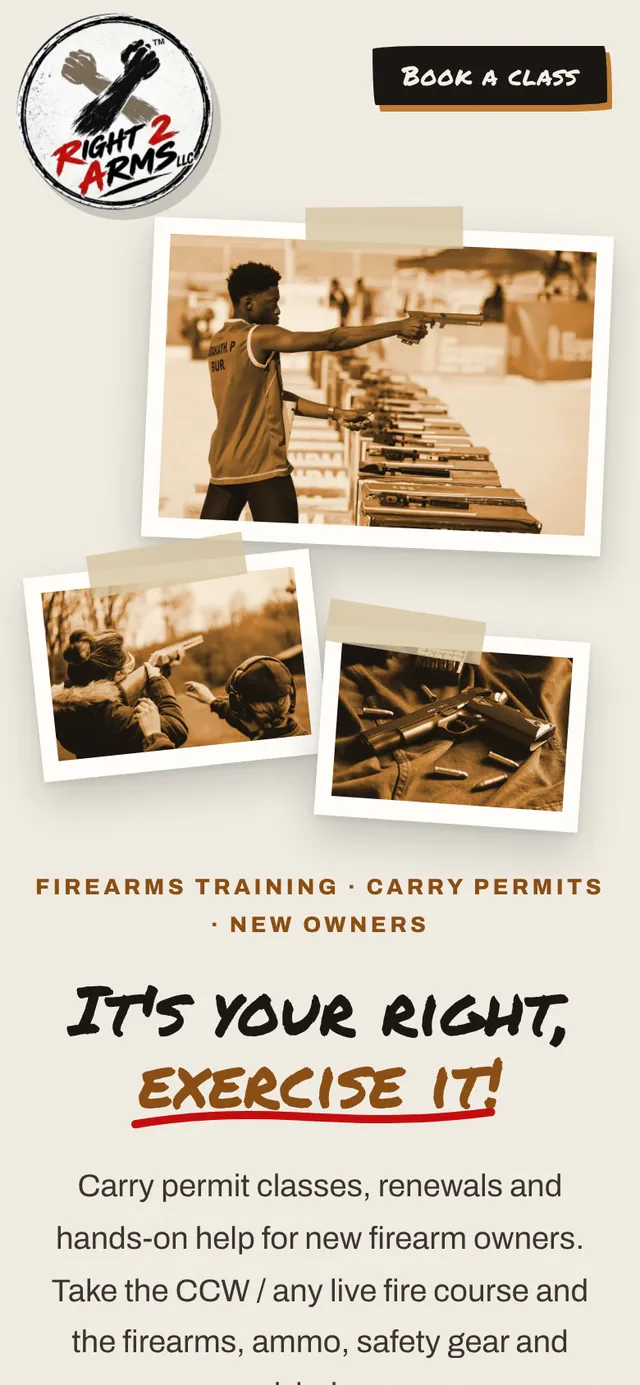 RIGHT 2
ARMS LLC
TM
BOOK A CLASS
BUR
FIREARMS TRAINING · CARRY PERMITS
· NEW OWNERS
IT'S YOUR RIGHT,
EXERCISE IT!
Carry permit classes, renewals and
hands-on help for new firearm owners.
Take the CCW / any live fire course and
the firearms, ammo, safety gear and